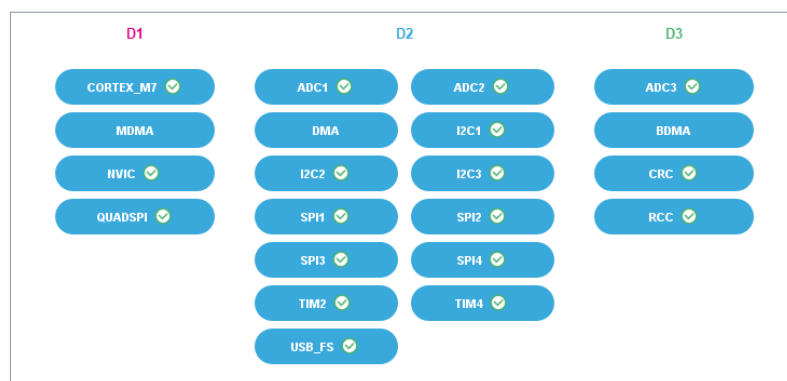 D1 D2 D3
CORTEX_M7 ADC1 ADC2 ADC3
MDMA DMA I2C1 BDMA
NVIC I2C2 I2C3 CRC
QUADSPI SPI1 SPI2 RCC
SPI3 SPI4
TIM2 TIM4
USB_FS